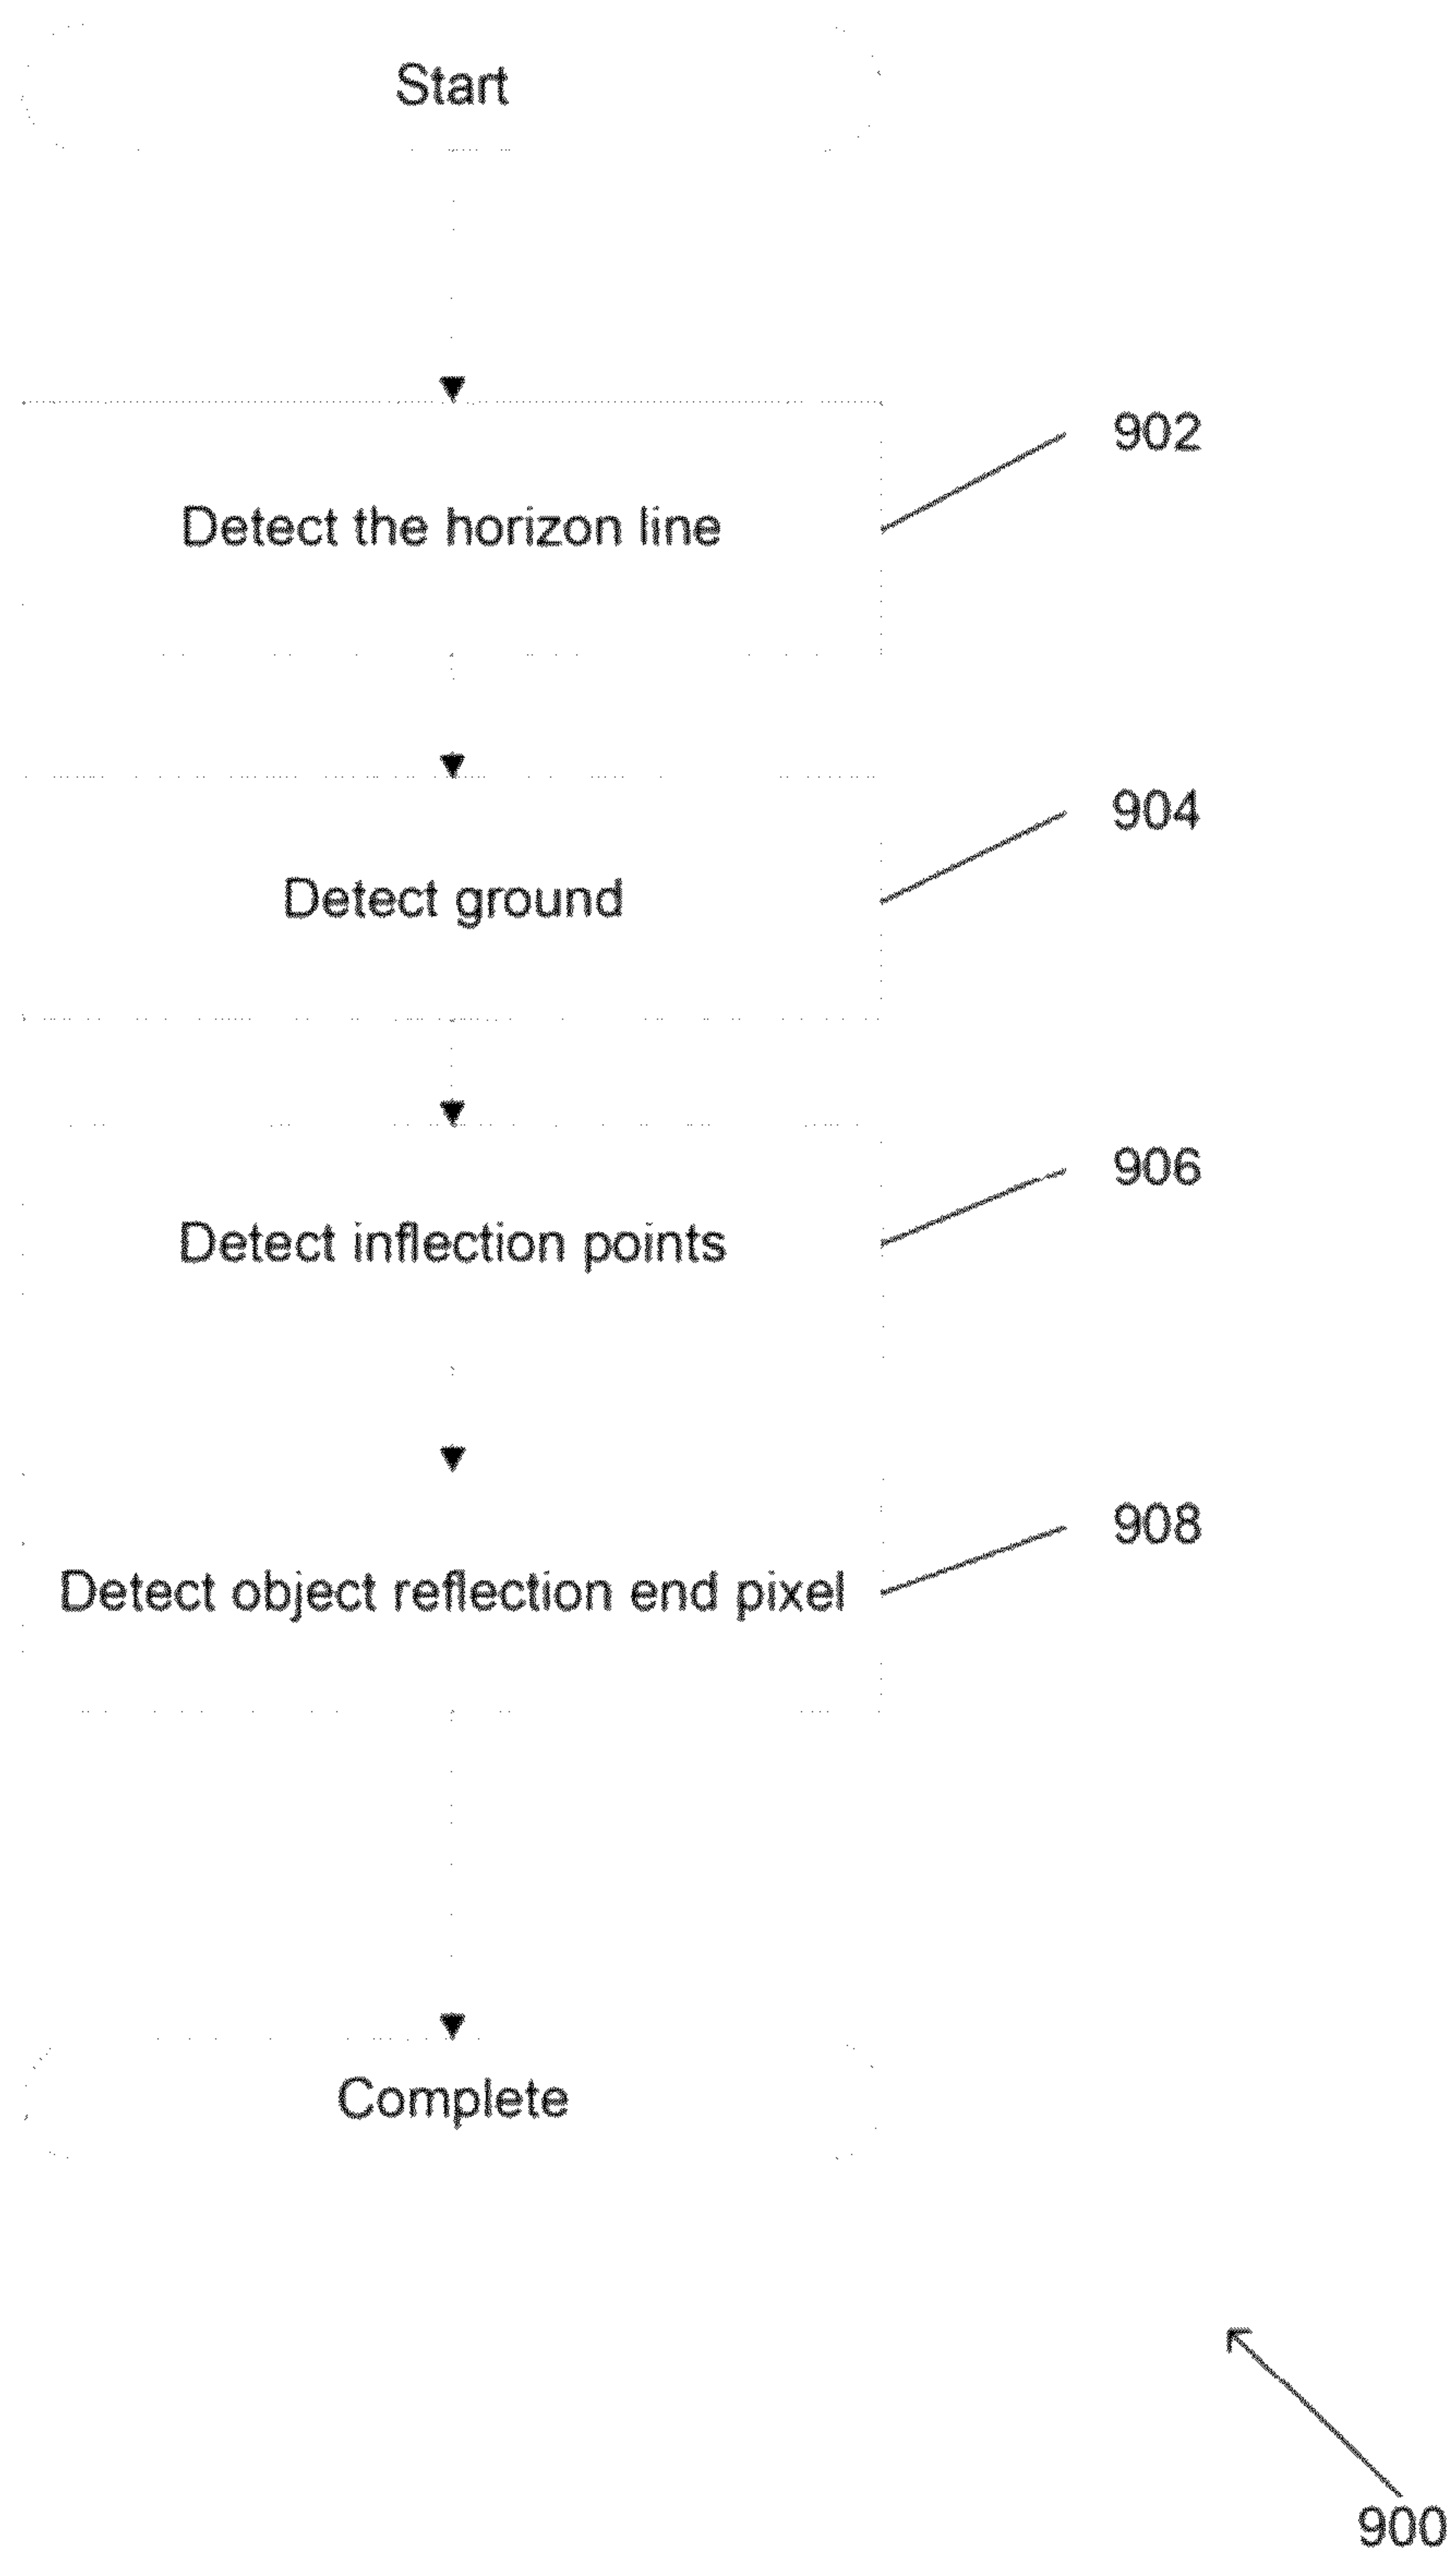 Start
902
Detect the horizon line
904
Detect ground
906
Detect inflection points
908
Detect object reflection end pixel
Complete
900